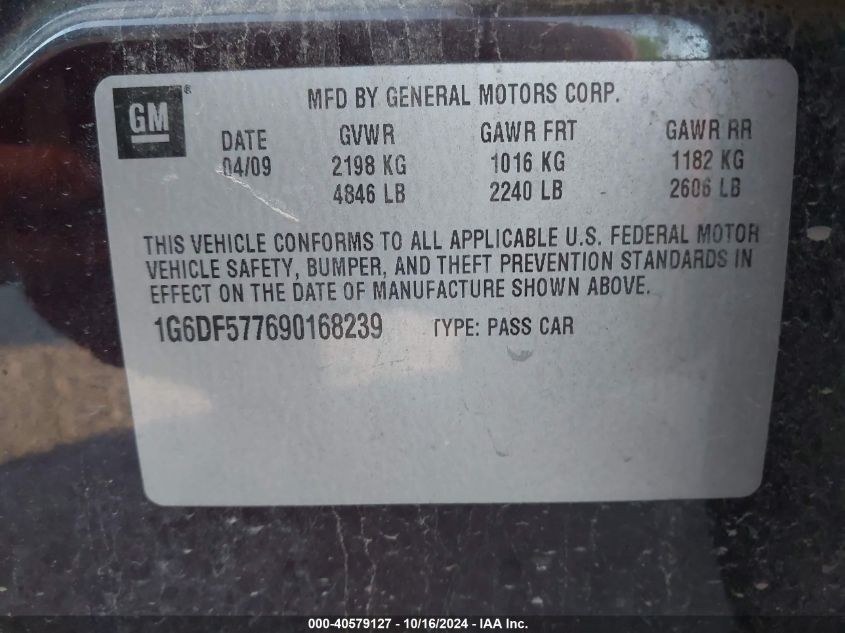 GM ®
MFD BY GENERAL MOTORS CORP.
DATE GVWR GAWR FRT GAWR RR
04/09 2198 KG 1016 KG 1182 KG
4846 LB 2240 LB 2606 LB
THIS VEHICLE CONFORMS TO ALL APPLICABLE U.S. FEDERAL MOTOR
VEHICLE SAFETY, BUMPER, AND THEFT PREVENTION STANDARDS IN
EFFECT ON THE DATE OF MANUFACTURE SHOWN ABOVE.
1G6DF577690168239 TYPE: PASS CAR
000-40579127 - 10/16/2024 - IAA Inc.